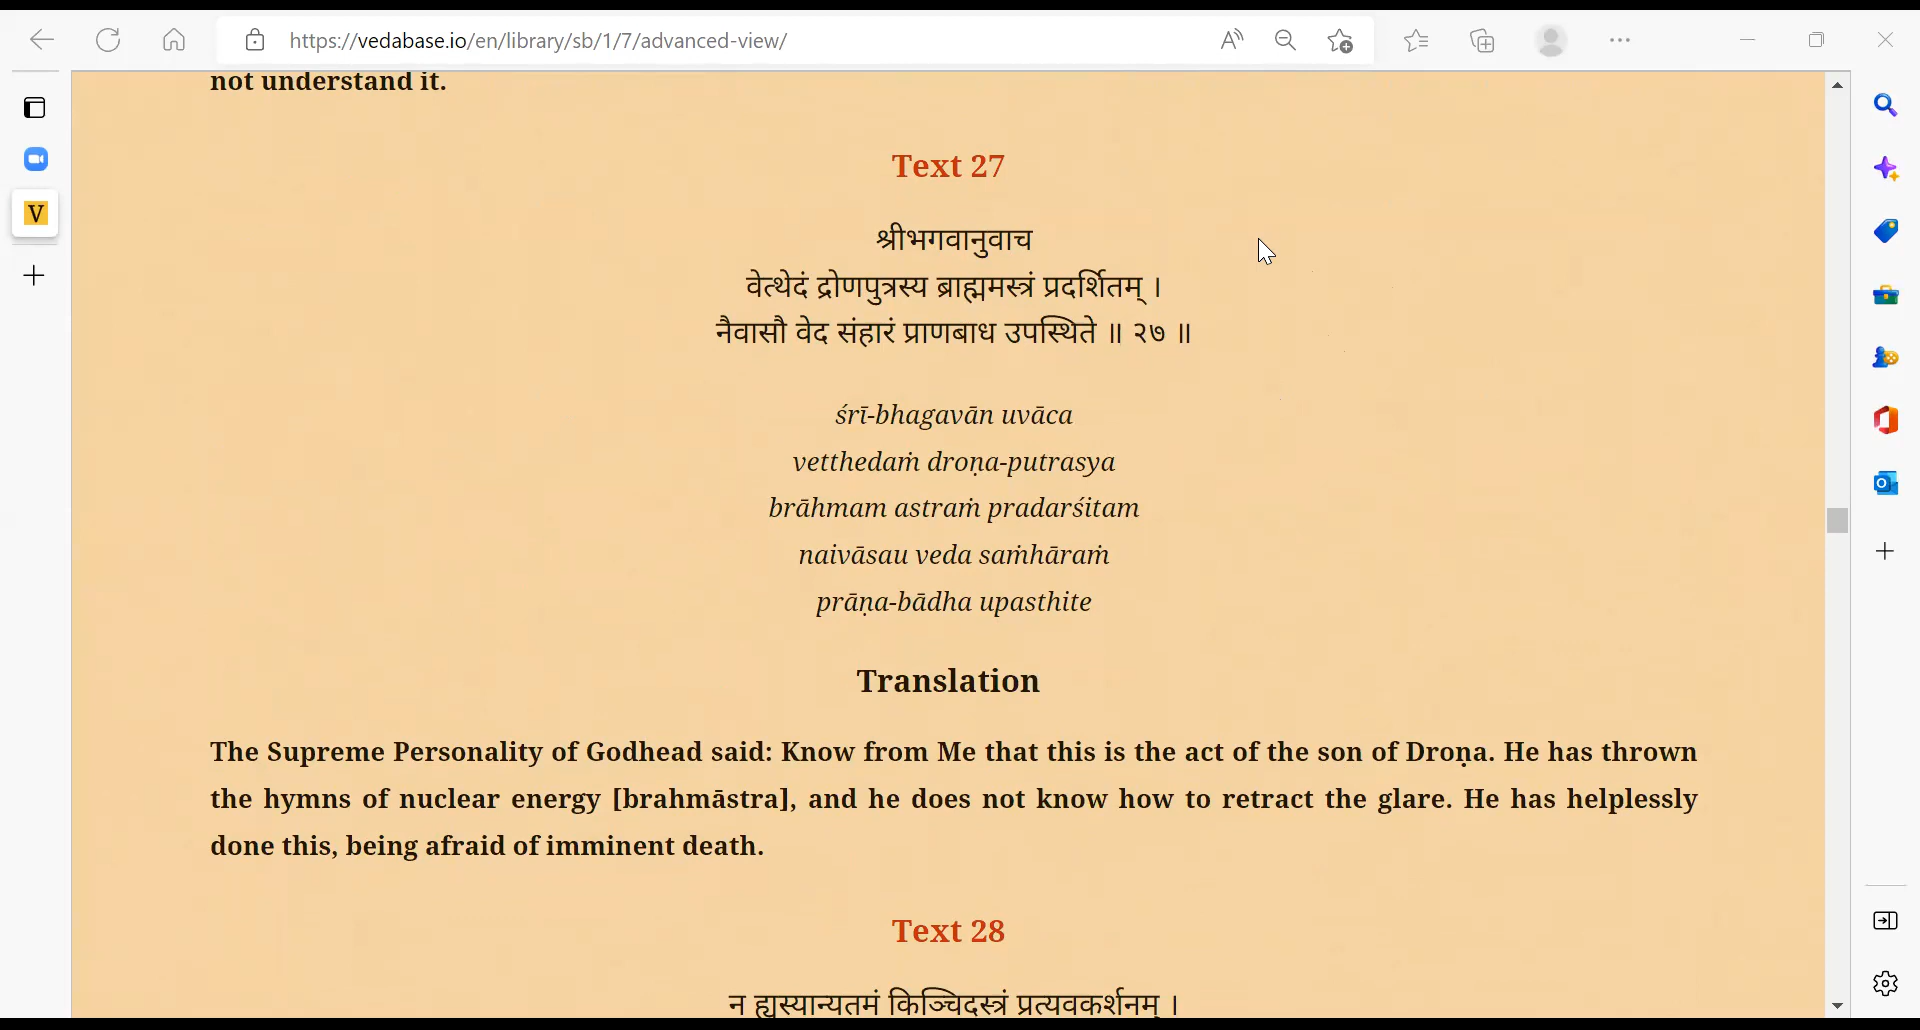 https://vedabase.io/en/library/sb/1/7/advanced-view/
not understand it.
Text 27
श्रीभगवानुवाच
वेत्थेदं द्रोणपुत्रस्य ब्राह्ममस्त्रं प्रदर्शितम् ।
नैवासौ वेद संहारं प्राणबाध उपस्थिते ॥ २७ ॥
śrī-bhagavān uvāca
vetthedaṁ droṇa-putrasya
brāhmam astraṁ pradarśitam
naivāsau veda saṁhāraṁ
prāṇa-bādha upasthite
Translation
The Supreme Personality of Godhead said: Know from Me that this is the act of the son of Droṇa. He has thrown
the hymns of nuclear energy [brahmāstra], and he does not know how to retract the glare. He has helplessly
done this, being afraid of imminent death.
Text 28
न ह्यस्यान्यतमं किञ्चिदस्त्रं प्रत्यवकर्शनम् ।